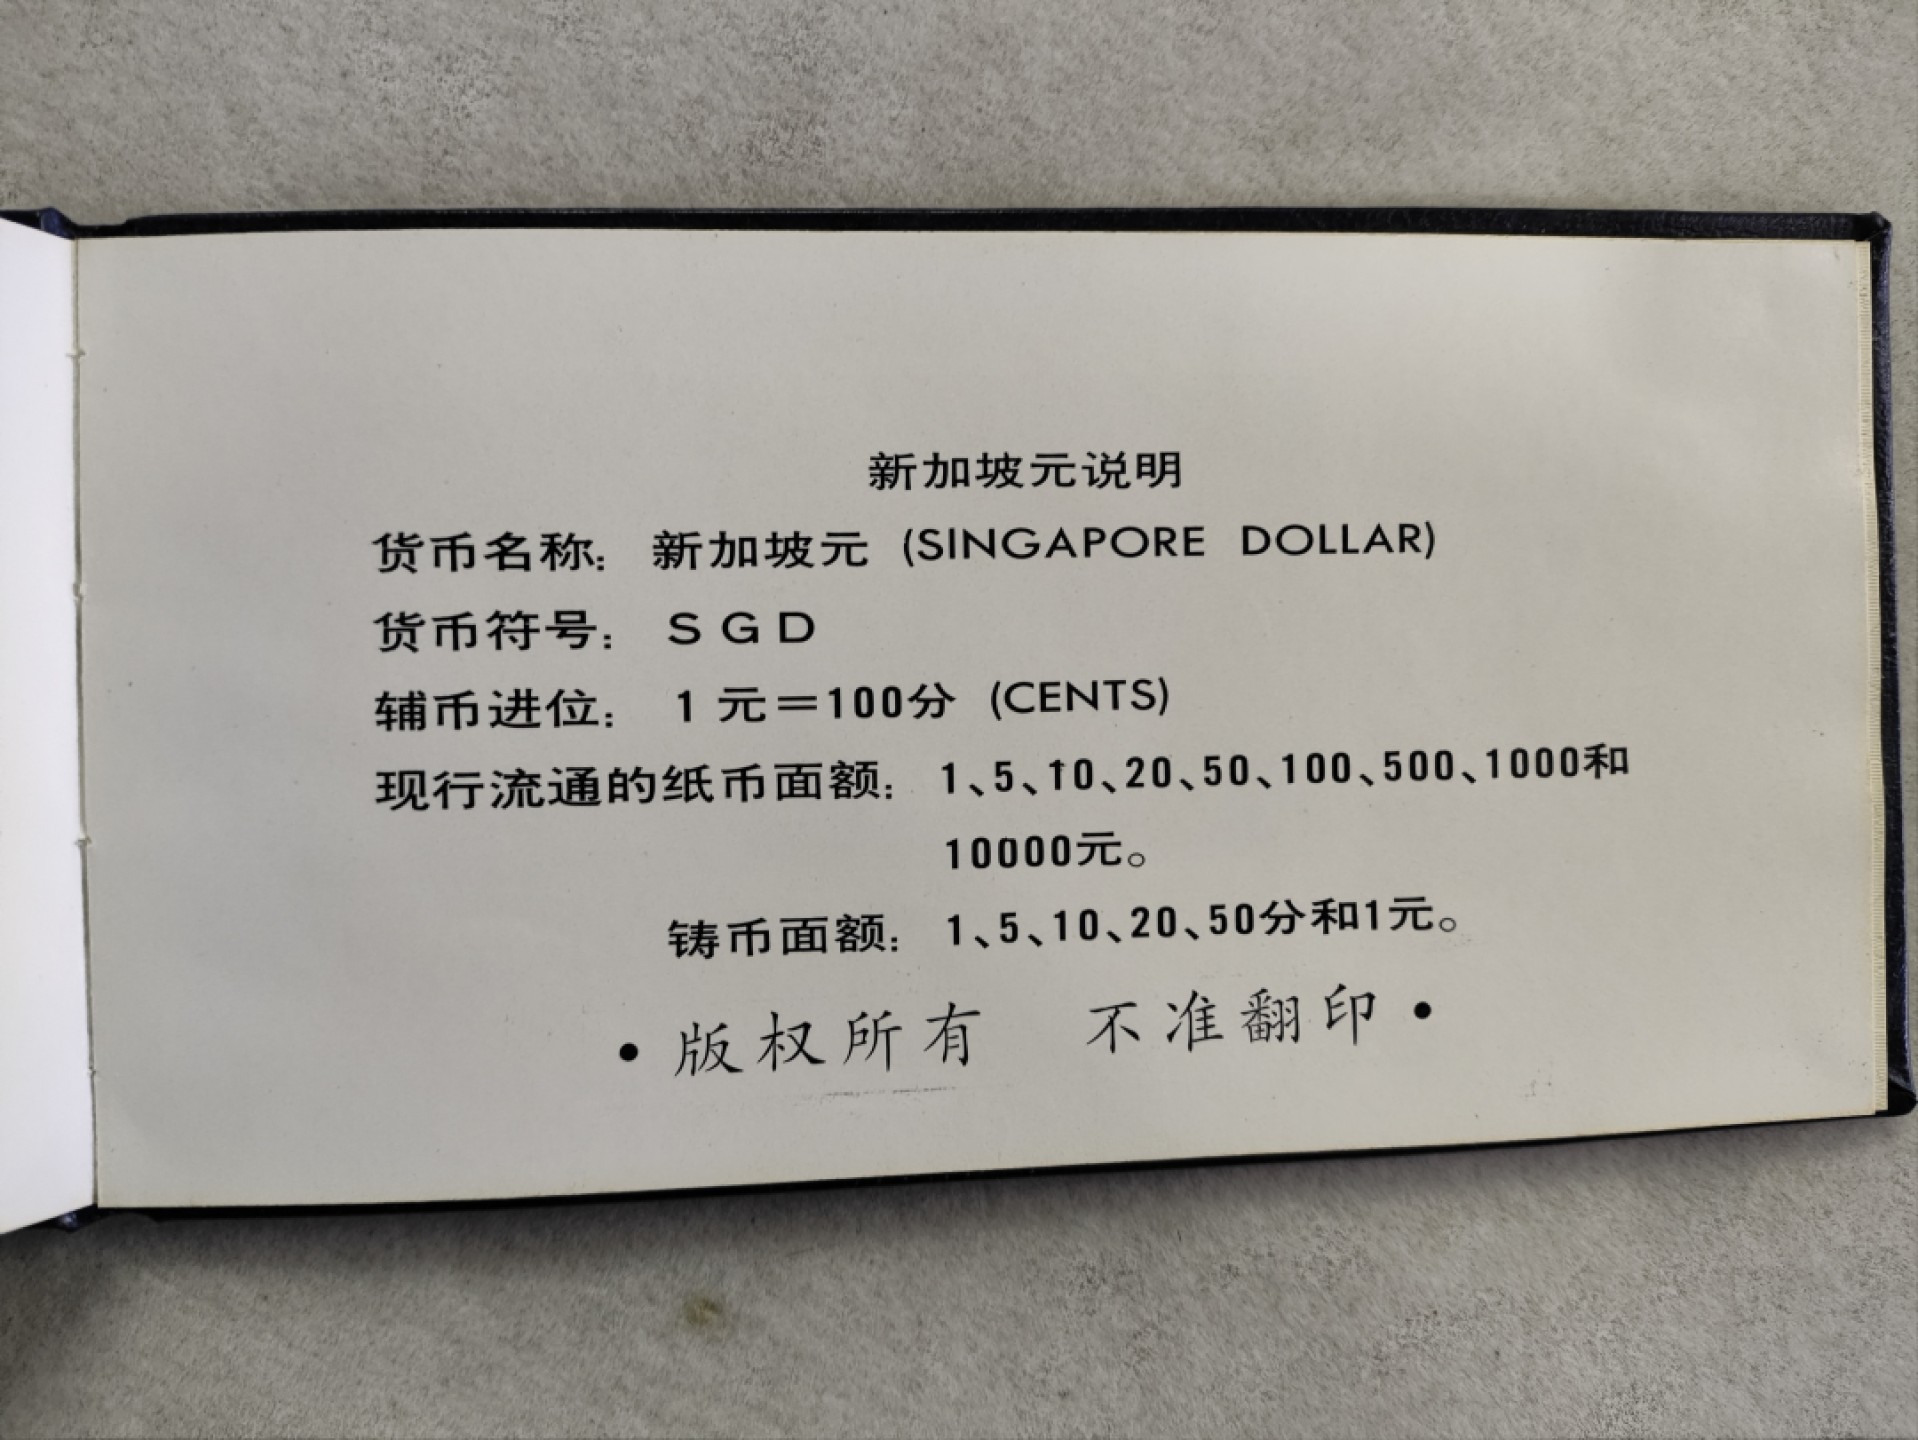 新加坡元说明
货币名称：新加坡元 (SINGAPORE DOLLAR)
货币符号：SGD
辅币进位：1元＝100分 (CENTS)
现行流通的纸币面额：1、5、10、20、50、100、500、1000和
10000元。
铸币面额：1、5、10、20、50分和1元。
•版权所有 不准翻印•